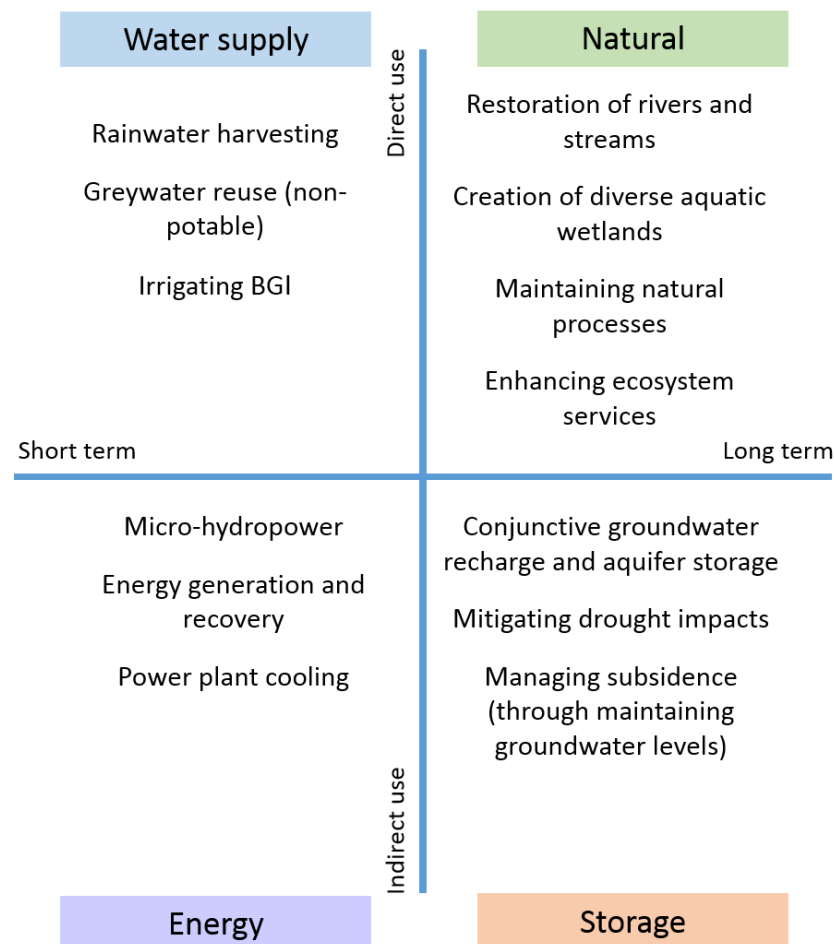 Water supply
Natural
Direct use
Rainwater harvesting
Greywater reuse (non-
potable)
Irrigating BGI
Restoration of rivers and
streams
Creation of diverse aquatic
wetlands
Maintaining natural
processes
Enhancing ecosystem
services
Short term
Long term
Micro-hydropower
Energy generation and
recovery
Power plant cooling
Conjunctive groundwater
recharge and aquifer storage
Mitigating drought impacts
Managing subsidence
(through maintaining
groundwater levels)
Indirect use
Energy
Storage